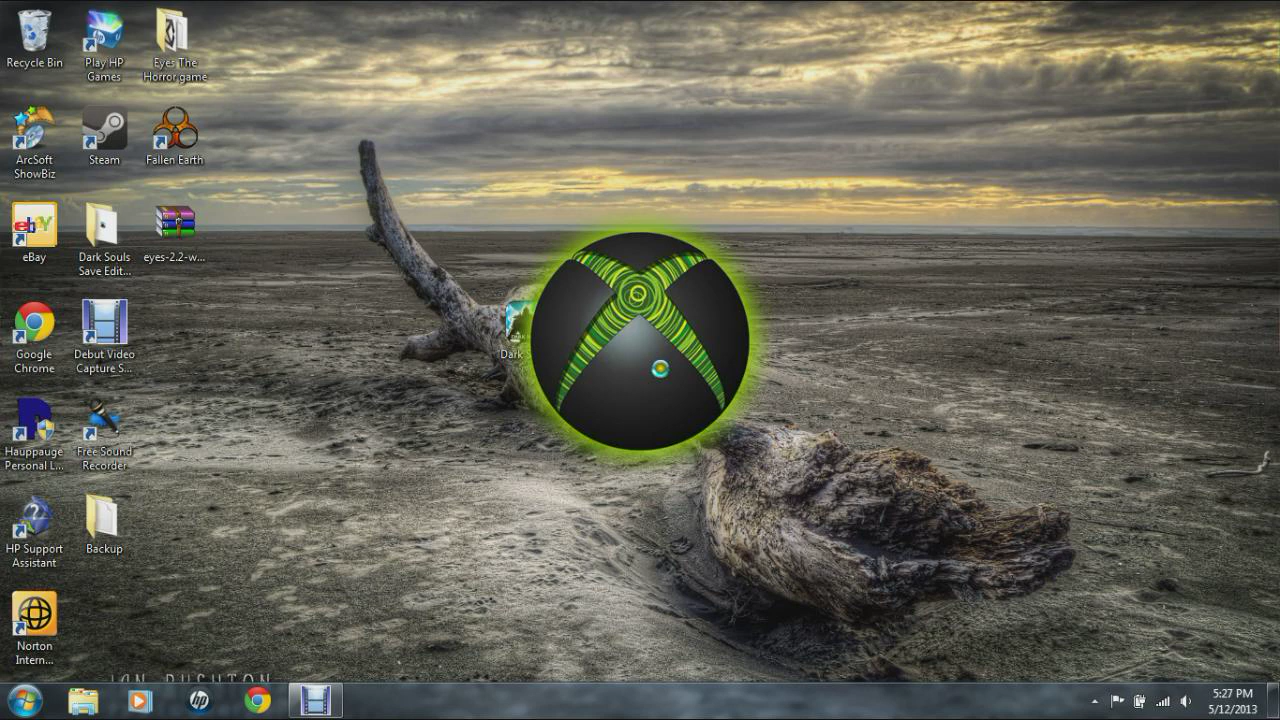 Recycle Bin
Play HP
Games
Eyes The
Horror game
ArcSoft
ShowBiz
Steam
Fallen Earth
ebY
eBay
Dark Souls
Save Edit...
eyes-2.2-w...
Google
Chrome
Debut Video
Capture S...
Dark
Hauppauge
Personal L...
Free Sound
Recorder
HP Support
Assistant
Backup
Norton
Intern...
hp
5:27 PM
5/12/2013